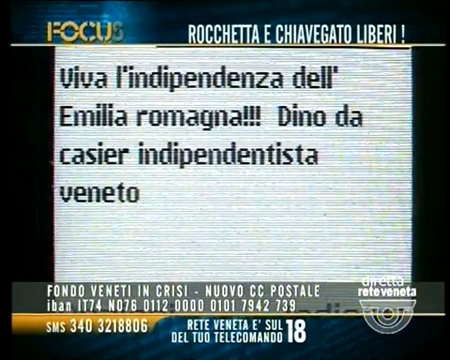 FOCUS
ROCCHETTA E CHIAVEGATO LIBERI !
Viva l'indipendenza dell'
Emilia romagna!!! Dino da
casier indipendentista
veneto
FONDO VENETI IN CRISI - NUOVO CC POSTALE
iban IT74 N076 0112 0000 0101 7942 739
diretta
reteveneta
SMS 340 3218806
RETE VENETA E' SUL
DEL TUO TELECOMANDO 18